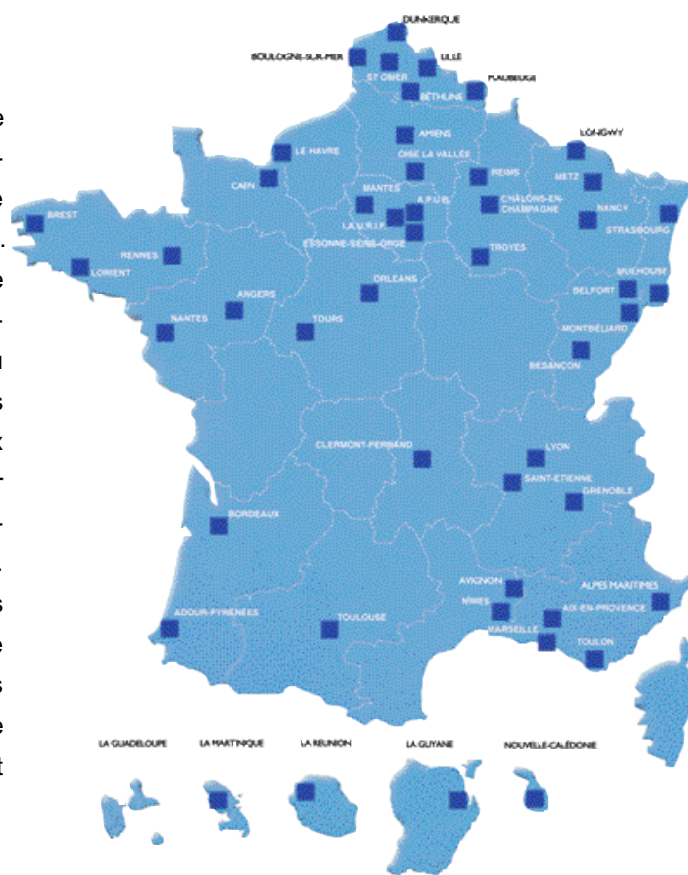 DUNKERQUE
BOULOGNE-SUR-MER
LILLE
ST OMER
MAUBEUGE
BÉTHUNE
AMIENS
LONGWY
LE HAVRE
OISE LA VALLÉE
REIMS
METZ
CAEN
MANTES
A.P.U.R.
CHÂLONS-EN-
CHAMPAGNE
NANCY
BREST
I.A.U.R.I.F.
STRASBOURG
ESSONNE-SEINE-ORGE
RENNES
TROYES
LORIENT
MULHOUSE
ORLEANS
BELFORT
ANGERS
NANTES
TOURS
MONTBÉLIARD
BESANÇON
CLERMONT-FERRAND
LYON
SAINT-ETIENNE
GRENOBLE
BORDEAUX
AVIGNON
ALPES MARITIMES
NÎMES
AIX-EN-PROVENCE
ADOUR-PYRENÉES
TOULOUSE
MARSEILLE
TOULON
LA GUADELOUPE
LA MARTINIQUE
LA REUNION
LA GUYANE
NOUVELLE-CALÉDONIE